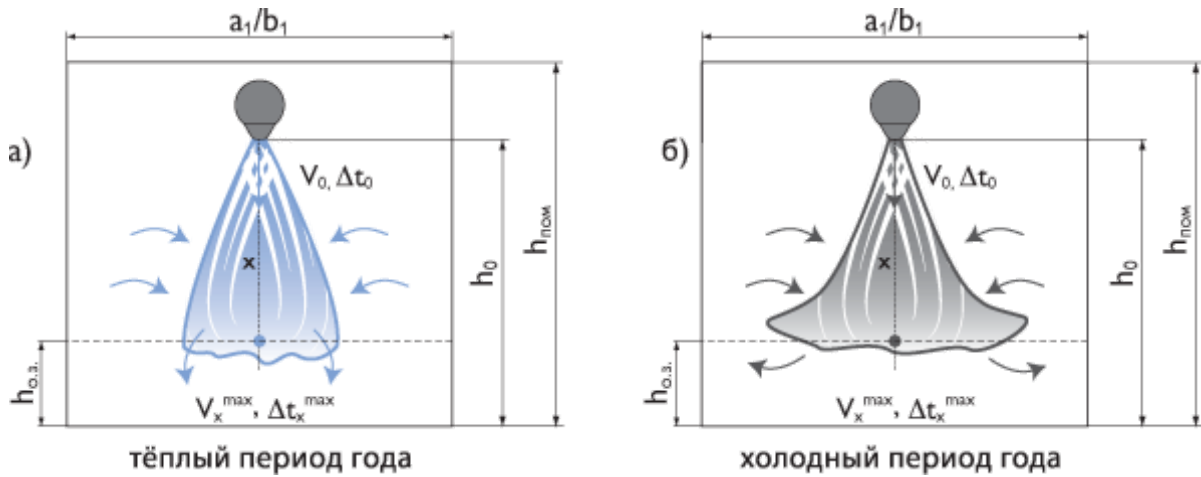 a₁/b₁
а)
V₀, Δt₀
x
h₀
hпом
hо.з.
Vₓᵐᵃˣ, Δtₓᵐᵃˣ
тёплый период года
a₁/b₁
б)
V₀, Δt₀
x
h₀
hпом
hо.з.
Vₓᵐᵃˣ, Δtₓᵐᵃˣ
холодный период года